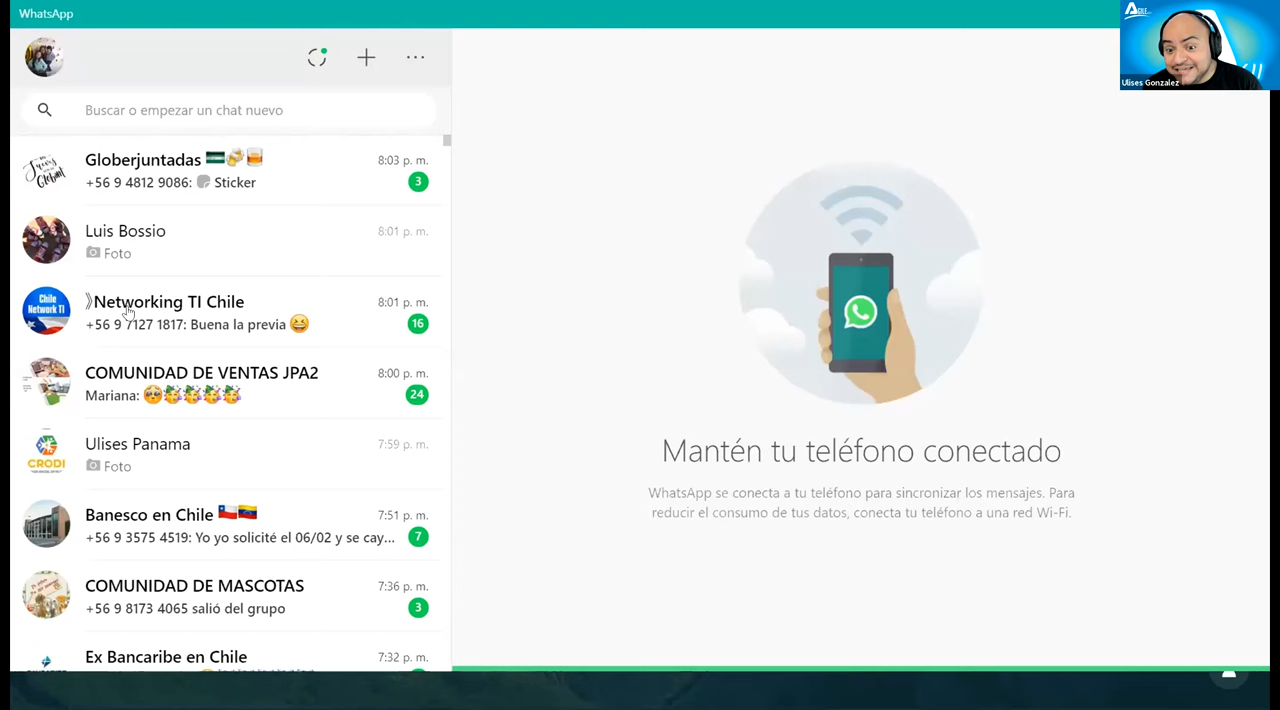 WhatsApp
AGILE
Ulises Gonzalez
Buscar o empezar un chat nuevo
Globerjuntadas
8:03 p. m.
+56 9 4812 9086: Sticker
3
Luis Bossio
8:01 p. m.
Foto
Chile
Network TI
》Networking TI Chile
8:01 p. m.
+56 9 7127 1817: Buena la previa 😆
16
COMUNIDAD DE VENTAS JPA2
8:00 p. m.
Mariana: 🥺🥳🥳🥳🥳
24
CRODI
Ulises Panama
7:59 p. m.
Foto
Banesco en Chile 🇨🇱🇻🇪
7:51 p. m.
+56 9 3575 4519: Yo yo solicité el 06/02 y se cay...
7
COMUNIDAD DE MASCOTAS
7:36 p. m.
+56 9 8173 4065 salió del grupo
3
Ex Bancaribe en Chile
7:32 p. m.
Mantén tu teléfono conectado
WhatsApp se conecta a tu teléfono para sincronizar los mensajes. Para
reducir el consumo de tus datos, conecta tu teléfono a una red Wi-Fi.